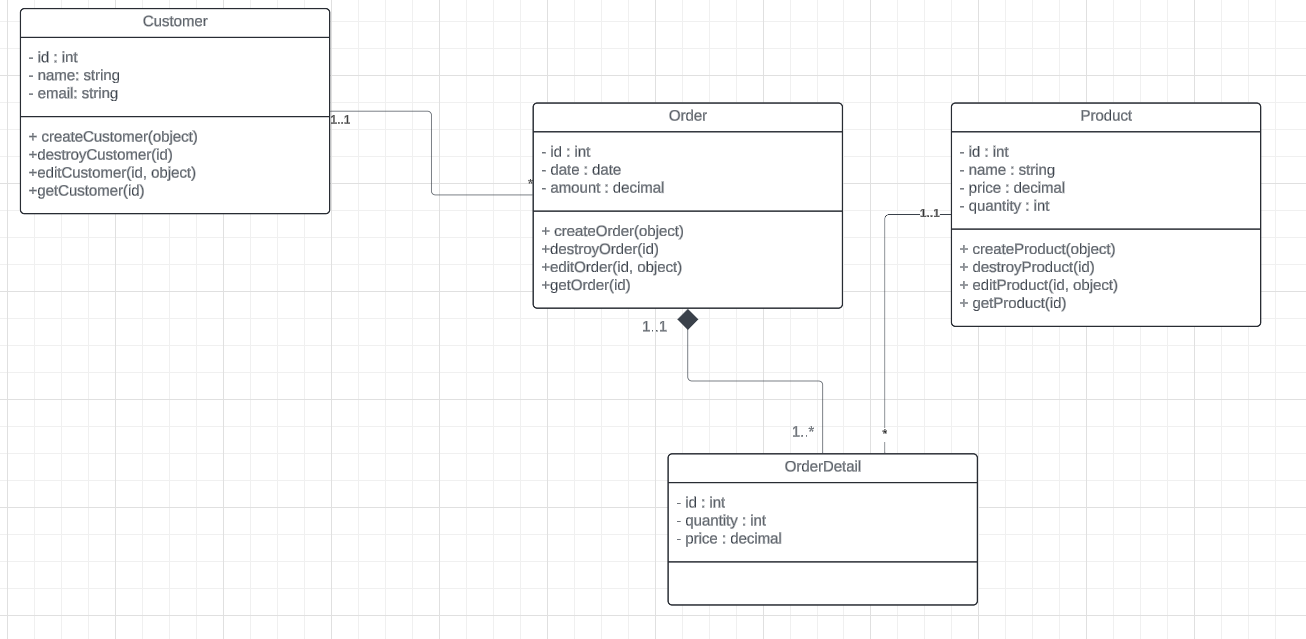 Customer
- id : int
- name: string
- email: string
+ createCustomer(object)
+destroyCustomer(id)
+editCustomer(id, object)
+getCustomer(id)
1..1
*
Order
- id : int
- date : date
- amount : decimal
+ createOrder(object)
+destroyOrder(id)
+editOrder(id, object)
+getOrder(id)
Product
- id : int
- name : string
- price : decimal
- quantity : int
+ createProduct(object)
+ destroyProduct(id)
+ editProduct(id, object)
+ getProduct(id)
1..1
1..1
1..*
*
OrderDetail
- id : int
- quantity : int
- price : decimal